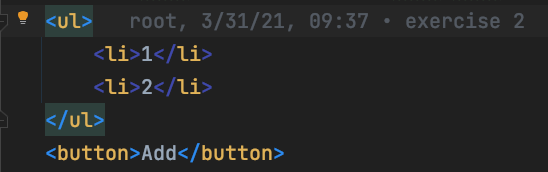 <ul>    root, 3/31/21, 09:37 • exercise 2
    <li>1</li>
    <li>2</li>
</ul>
<button>Add</button>